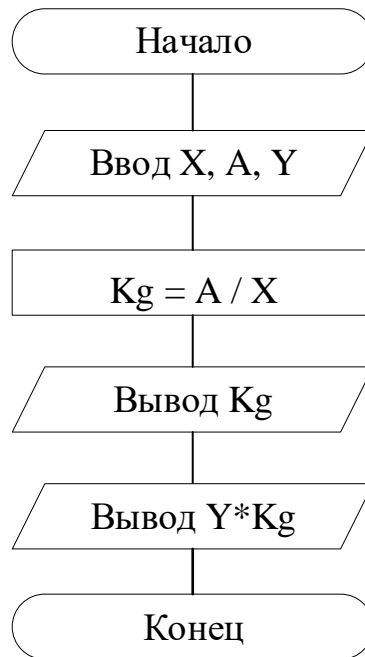 Начало
Ввод X, A, Y
Kg = A / X
Вывод Kg
Вывод Y*Kg
Конец